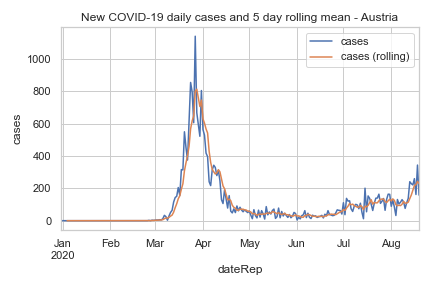 New COVID-19 daily cases and 5 day rolling mean - Austria
cases
cases (rolling)
1000
800
600
400
200
0
cases
Jan Feb Mar Apr May Jun Jul Aug
2020
dateRep